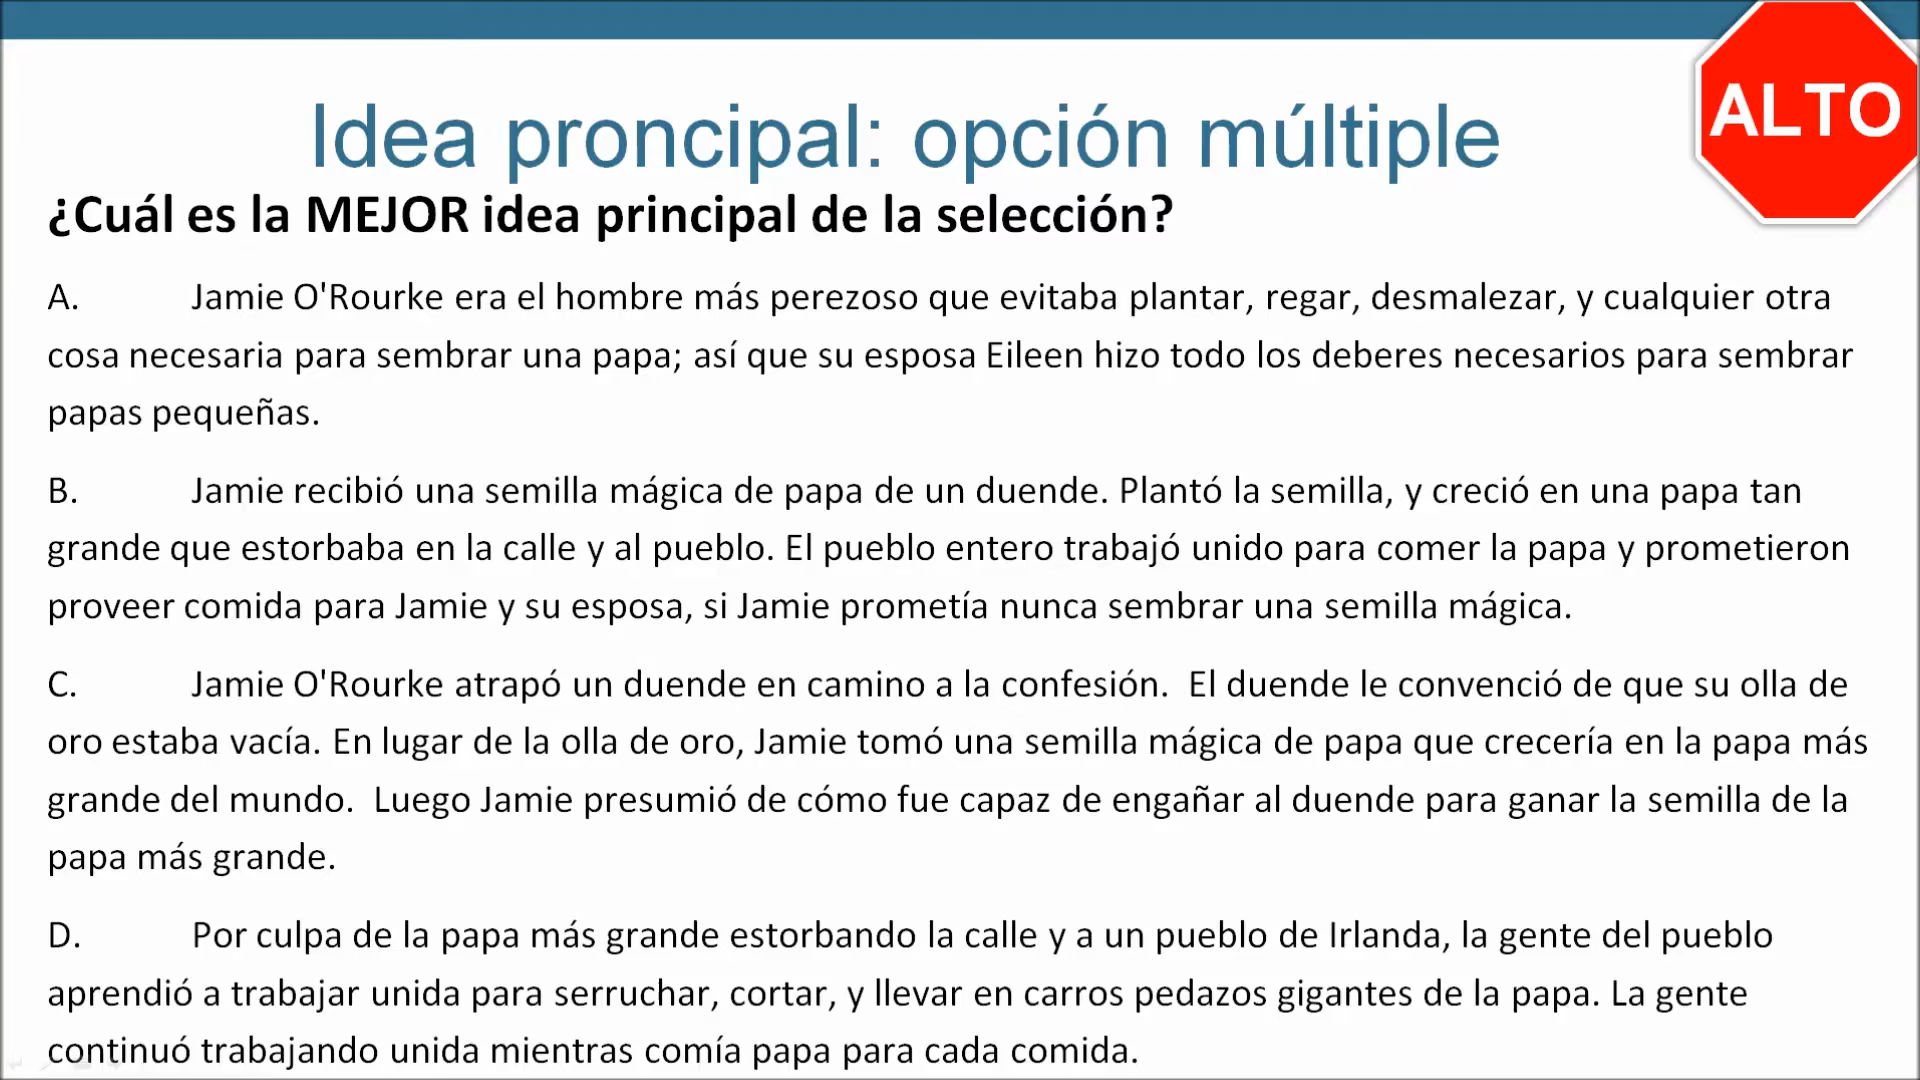 ALTO
Idea proncipal: opción múltiple
¿Cuál es la MEJOR idea principal de la selección?
A. Jamie O'Rourke era el hombre más perezoso que evitaba plantar, regar, desmalezar, y cualquier otra
cosa necesaria para sembrar una papa; así que su esposa Eileen hizo todo los deberes necesarios para sembrar
papas pequeñas.
B. Jamie recibió una semilla mágica de papa de un duende. Plantó la semilla, y creció en una papa tan
grande que estorbaba en la calle y al pueblo. El pueblo entero trabajó unido para comer la papa y prometieron
proveer comida para Jamie y su esposa, si Jamie prometía nunca sembrar una semilla mágica.
C. Jamie O'Rourke atrapó un duende en camino a la confesión. El duende le convenció de que su olla de
oro estaba vacía. En lugar de la olla de oro, Jamie tomó una semilla mágica de papa que crecería en la papa más
grande del mundo. Luego Jamie presumió de cómo fue capaz de engañar al duende para ganar la semilla de la
papa más grande.
D. Por culpa de la papa más grande estorbando la calle y a un pueblo de Irlanda, la gente del pueblo
aprendió a trabajar unida para serruchar, cortar, y llevar en carros pedazos gigantes de la papa. La gente
continuó trabajando unida mientras comía papa para cada comida.